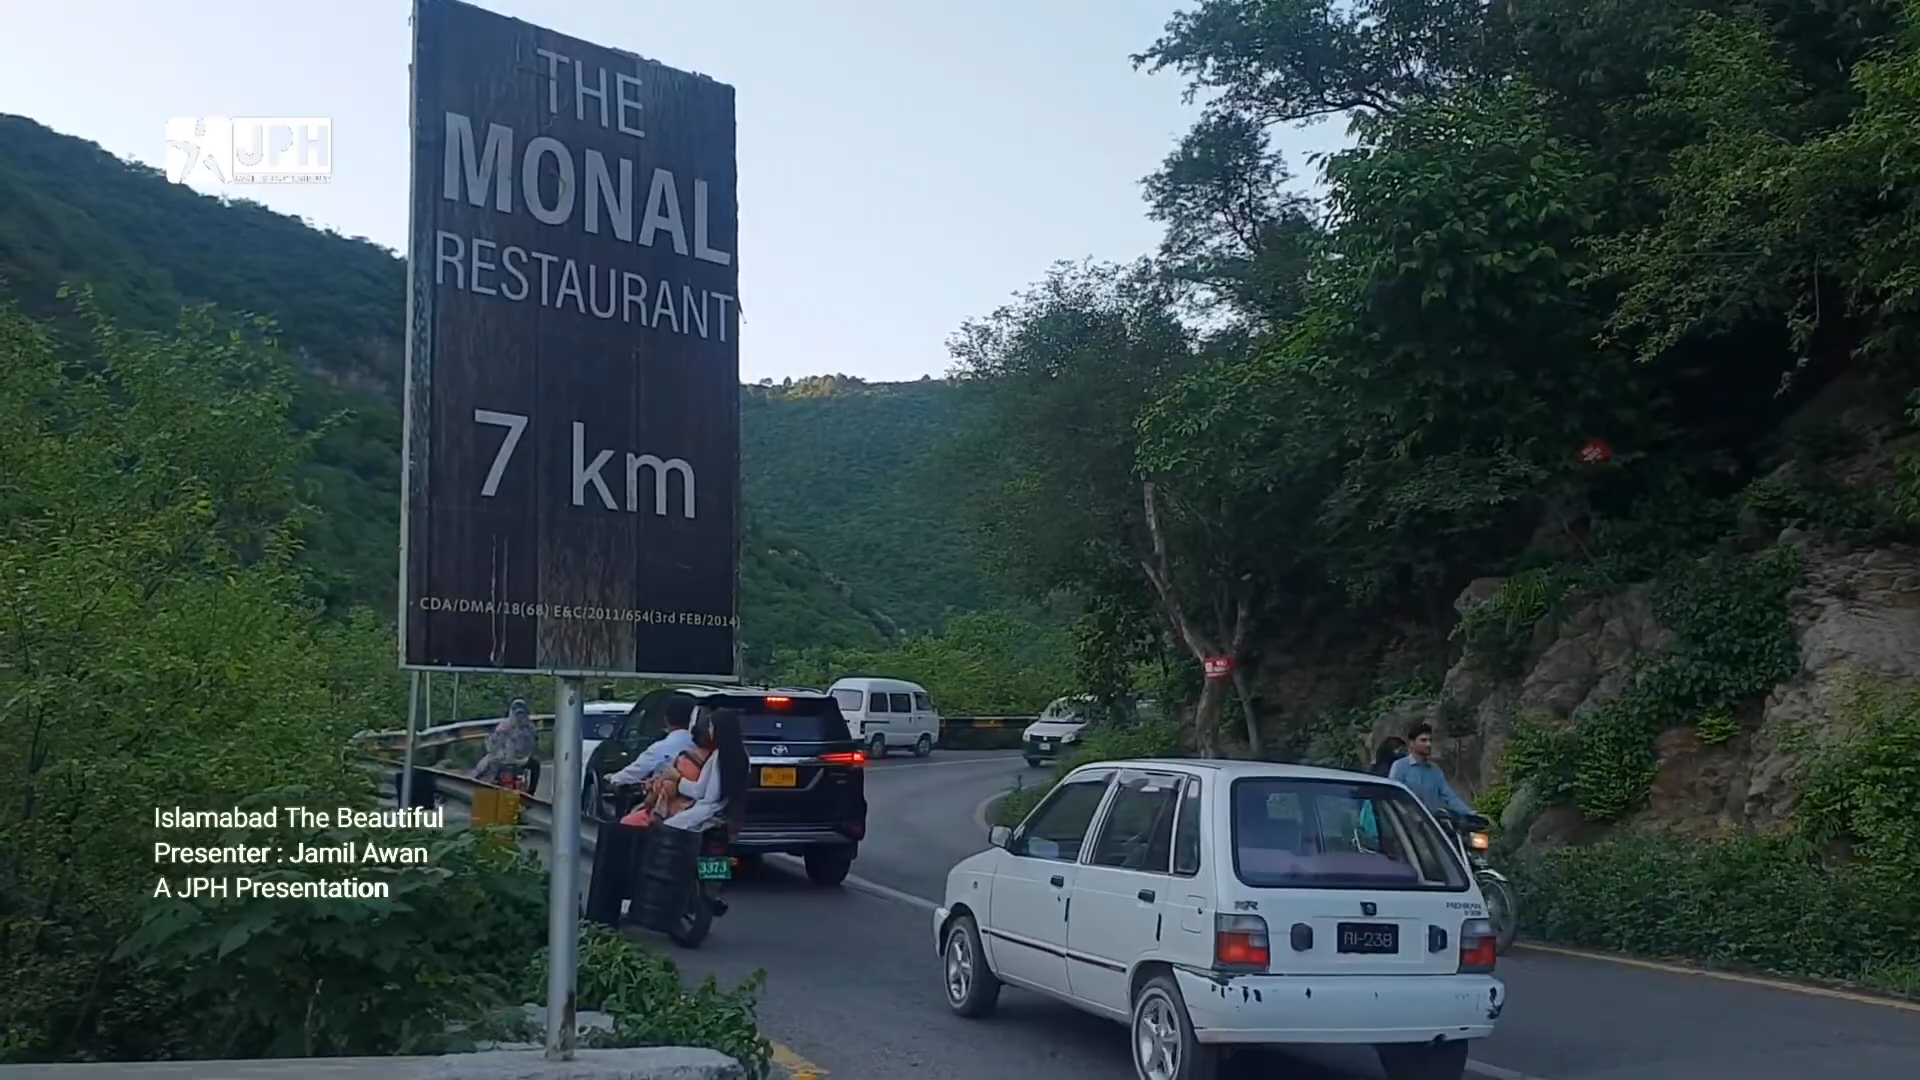 THE
MONAL
RESTAURANT
7 km
CDA/DMA/18(68)E&C/2011/654(3rd FEB/2014)
JPH
Islamabad The Beautiful
Presenter : Jamil Awan
A JPH Presentation
3373
MEHRAN
RI-238